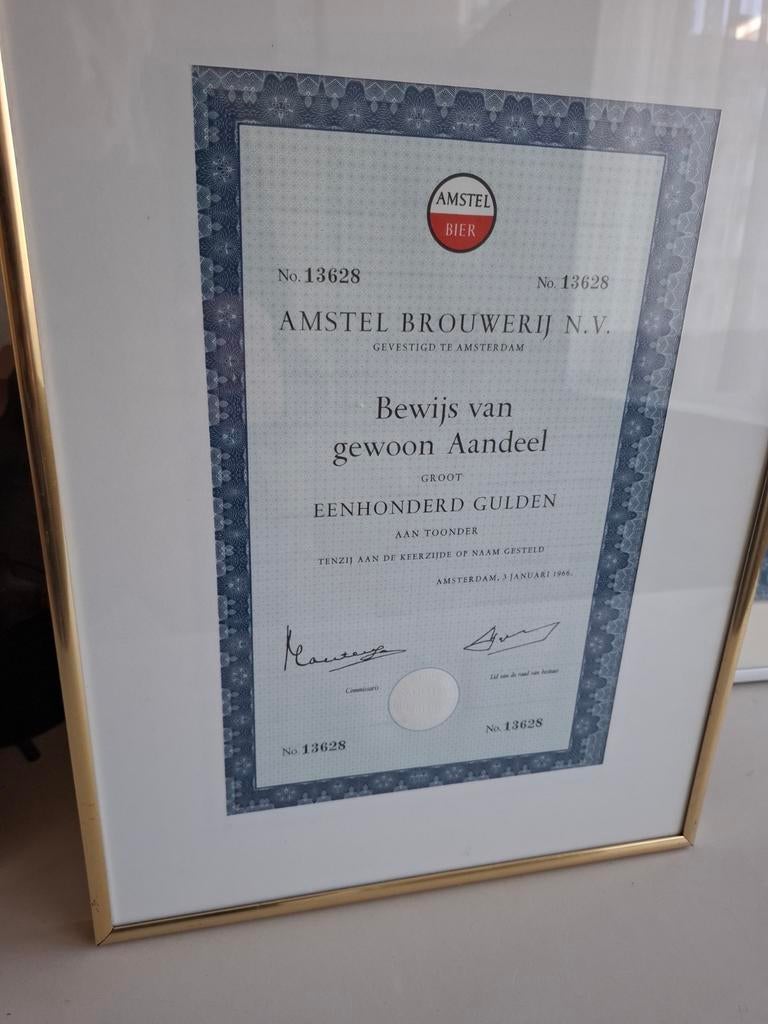 AMSTEL
BIER
No. 13628 No. 13628
AMSTEL BROUWERIJ N.V.
GEVESTIGD TE AMSTERDAM
Bewijs van
gewoon Aandeel
GROOT
EENHONDERD GULDEN
AAN TOONDER
TENZIJ AAN DE KEERZIJDE OP NAAM GESTELD
AMSTERDAM, 3 JANUARI 1966.
Commissaris Lid van de raad van bestuur
No. 13628 No. 13628